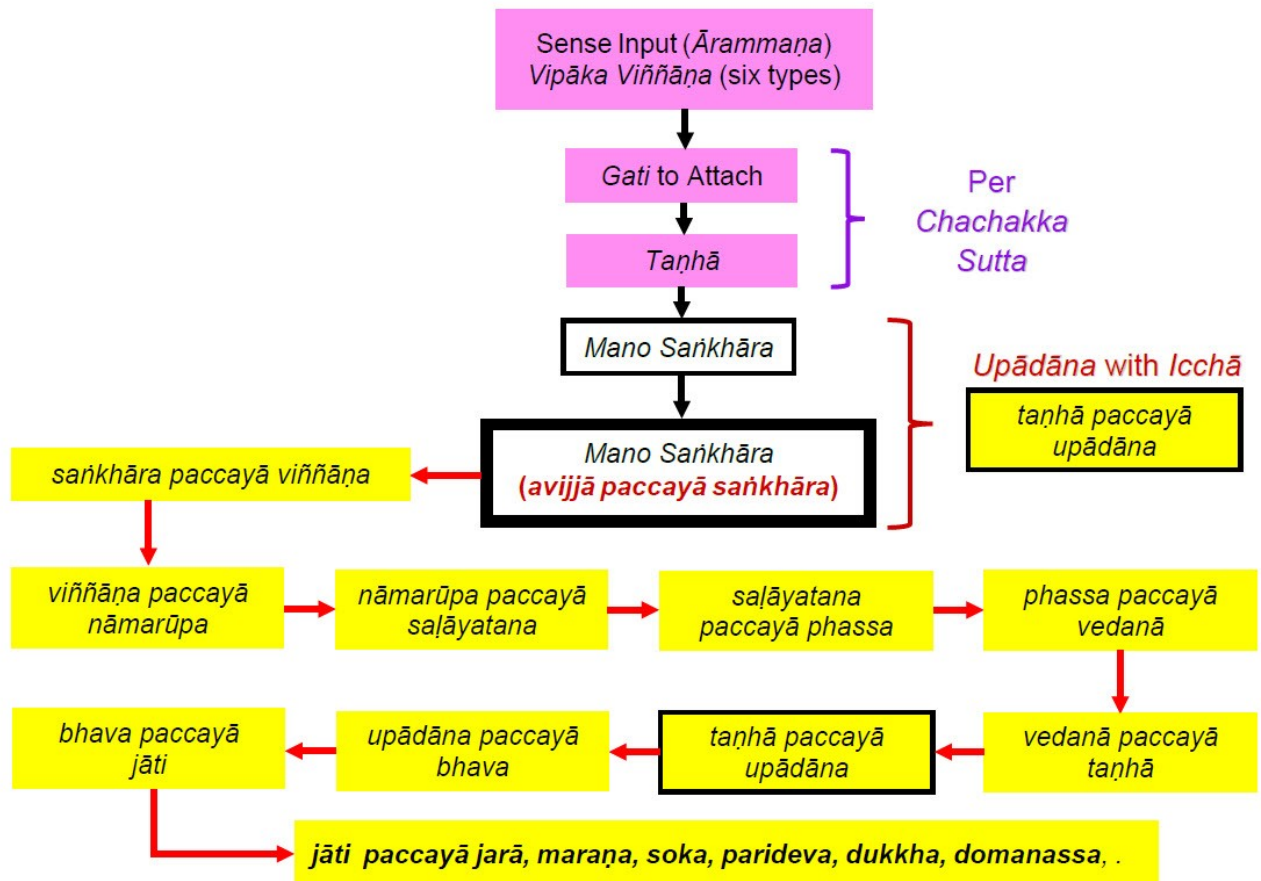 Sense Input (Ārammaṇa)
Vipāka Viññāṇa (six types)
Gati to Attach
Taṇhā
Per
Chachakka
Sutta
Mano Saṅkhāra
Mano Saṅkhāra
(avijjā paccayā saṅkhāra)
Upādāna with Icchā
taṇhā paccayā
upādāna
saṅkhāra paccayā viññāṇa
viññāṇa paccayā
nāmarūpa
nāmarūpa paccayā
saḷāyatana
saḷāyatana
paccayā phassa
phassa paccayā
vedanā
vedanā paccayā
taṇhā
taṇhā paccayā
upādāna
upādāna paccayā
bhava
bhava paccayā
jāti
jāti paccayā jarā, maraṇa, soka, parideva, dukkha, domanassa, .